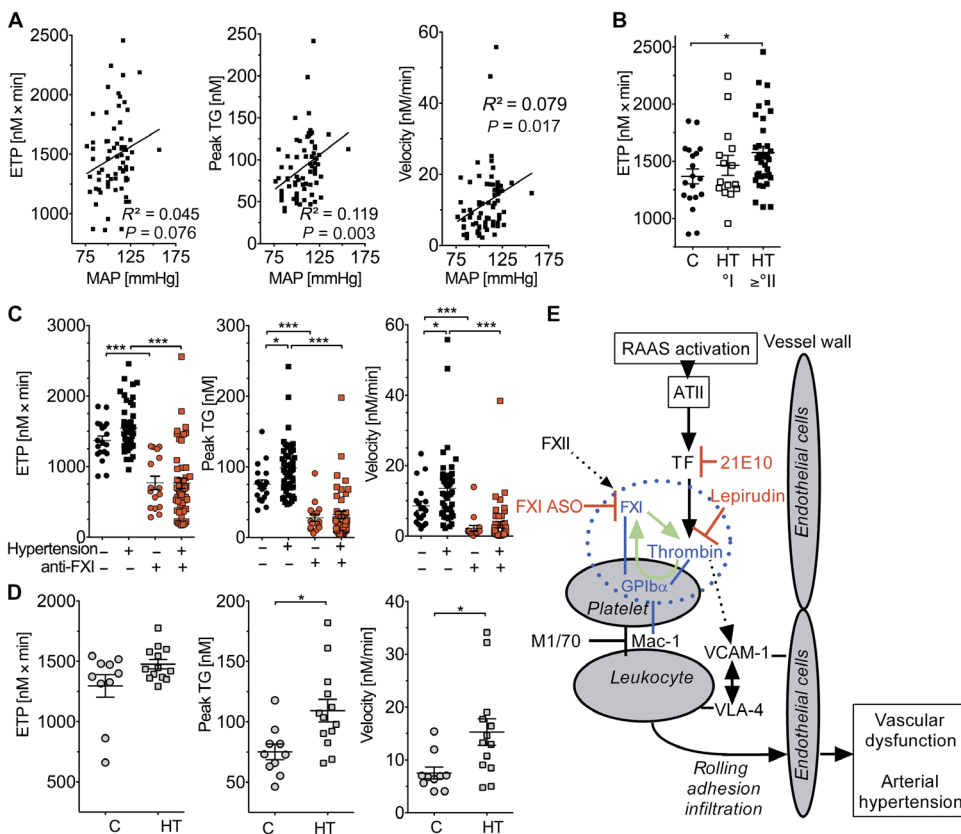 A
ETP [nM × min]
2500
2000
1500
1000
R² = 0.045
P = 0.076
75 125 175
MAP [mmHg]
Peak TG [nM]
250
200
150
100
50
0
R² = 0.119
P = 0.003
75 125 175
MAP [mmHg]
Velocity [nM/min]
60
40
20
0
R² = 0.079
P = 0.017
75 125 175
MAP [mmHg]
B
ETP [nM × min]
*
2500
2000
1500
1000
C HT HT
°I ≥°II
C
ETP [nM × min]
*** ***
3000
2000
1000
0
Peak TG [nM]
***
* ***
300
200
100
0
Velocity [nM/min]
***
* ***
60
40
20
0
Hypertension − + − + − + − + − + − +
anti-FXI − − + + − − + + − − + +
D
ETP [nM × min]
2000
1500
1000
500
C HT
Peak TG [nM]
*
200
150
100
50
C HT
Velocity [nM/min]
*
40
30
20
10
0
C HT
E
RAAS activation
Vessel wall
ATII
FXII
TF
21E10
Lepirudin
FXI ASO
FXI
Thrombin
GPIbα
Platelet
M1/70
Mac-1
VCAM-1
Leukocyte
VLA-4
Endothelial cells
Endothelial cells
Rolling
adhesion
infiltration
Vascular
dysfunction
Arterial
hypertension